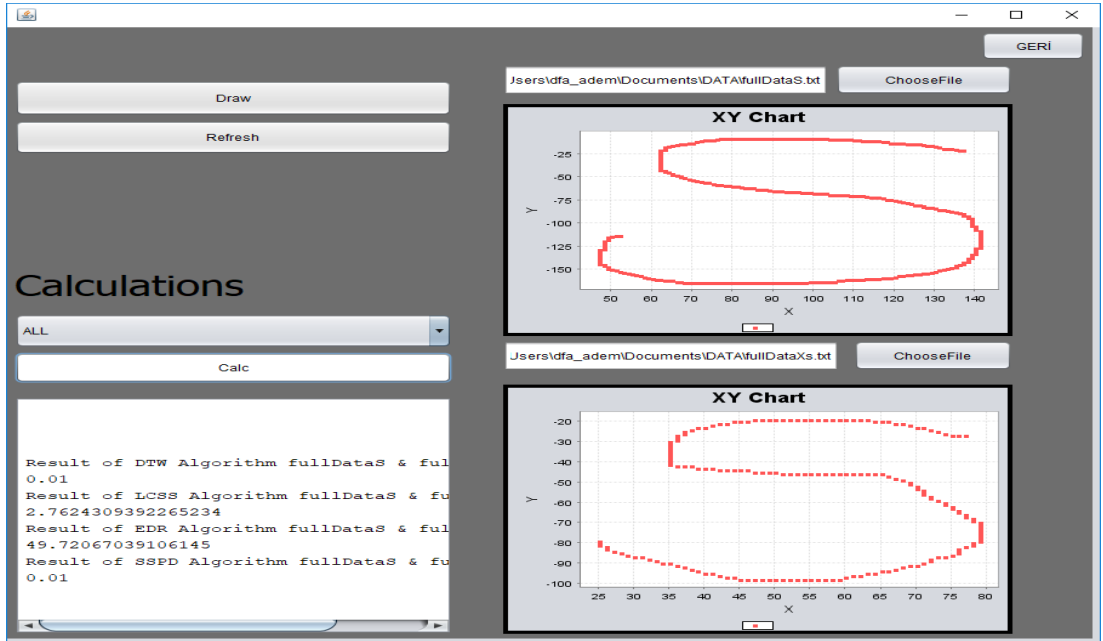 GERİ
Draw
Refresh
Calculations
ALL
Calc
Result of DTW Algorithm fullDataS & ful
0.01
Result of LCSS Algorithm fullDataS & fu
2.7624309392265234
Result of EDR Algorithm fullDataS & ful
49.72067039106145
Result of SSPD Algorithm fullDataS & fu
0.01
Jsers\dfa_adem\Documents\DATA\fullDataS.txt
ChooseFile
XY Chart
Y
-25
-50
-75
-100
-125
-150
50 60 70 80 90 100 110 120 130 140
X
Jsers\dfa_adem\Documents\DATA\fullDataXs.txt
ChooseFile
XY Chart
Y
-20
-30
-40
-50
-60
-70
-80
-90
-100
25 30 35 40 45 50 55 60 65 70 75 80
X